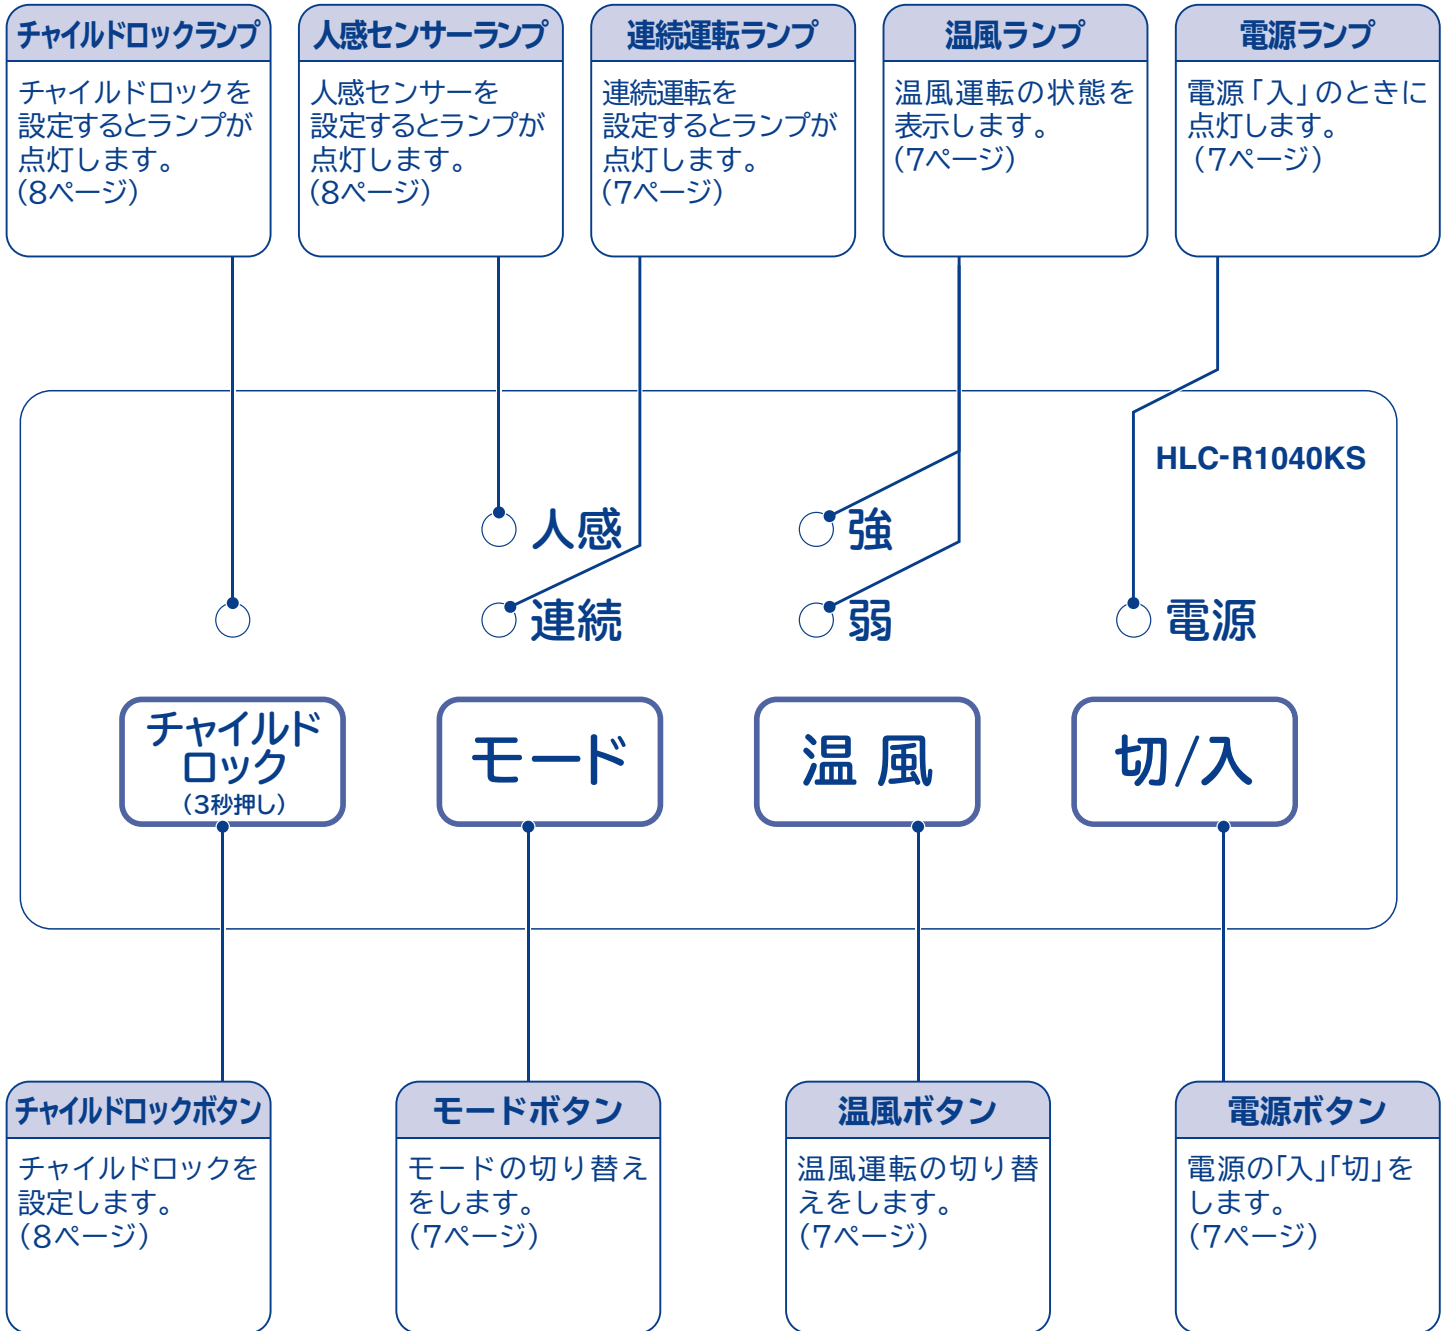 チャイルドロックランプ
チャイルドロックを
設定するとランプが
点灯します。
(8ページ)
人感センサーランプ
人感センサーを
設定するとランプが
点灯します。
(8ページ)
連続運転ランプ
連続運転を
設定するとランプが
点灯します。
(7ページ)
温風ランプ
温風運転の状態を
表示します。
(7ページ)
電源ランプ
電源「入」のときに
点灯します。
(7ページ)
HLC-R1040KS
人感
強
連続
弱
電源
チャイルド
ロック
(3秒押し)
モード
温風
切/入
チャイルドロックボタン
チャイルドロックを
設定します。
(8ページ)
モードボタン
モードの切り替え
をします。
(7ページ)
温風ボタン
温風運転の切り替
えをします。
(7ページ)
電源ボタン
電源の「入」「切」を
します。
(7ページ)